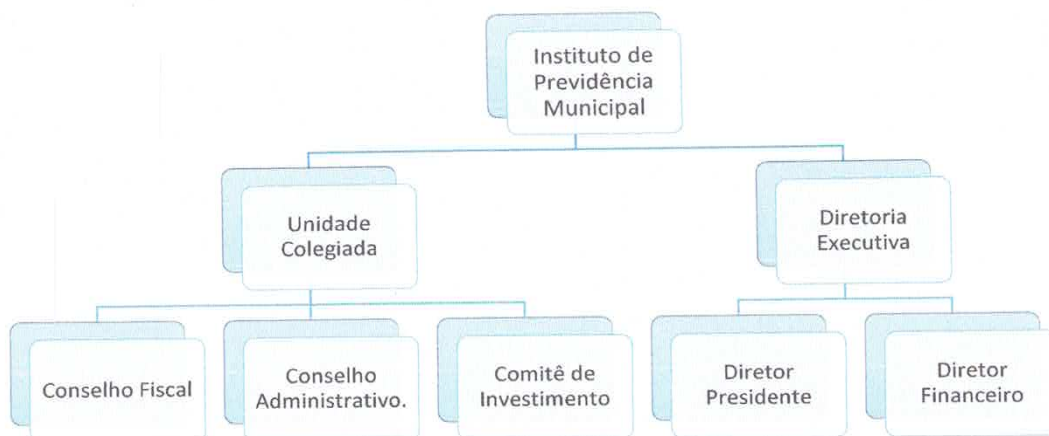 Instituto de
Previdência
Municipal
Unidade
Colegiada
Diretoria
Executiva
Conselho Fiscal
Conselho
Administrativo.
Comitê de
Investimento
Diretor
Presidente
Diretor
Financeiro